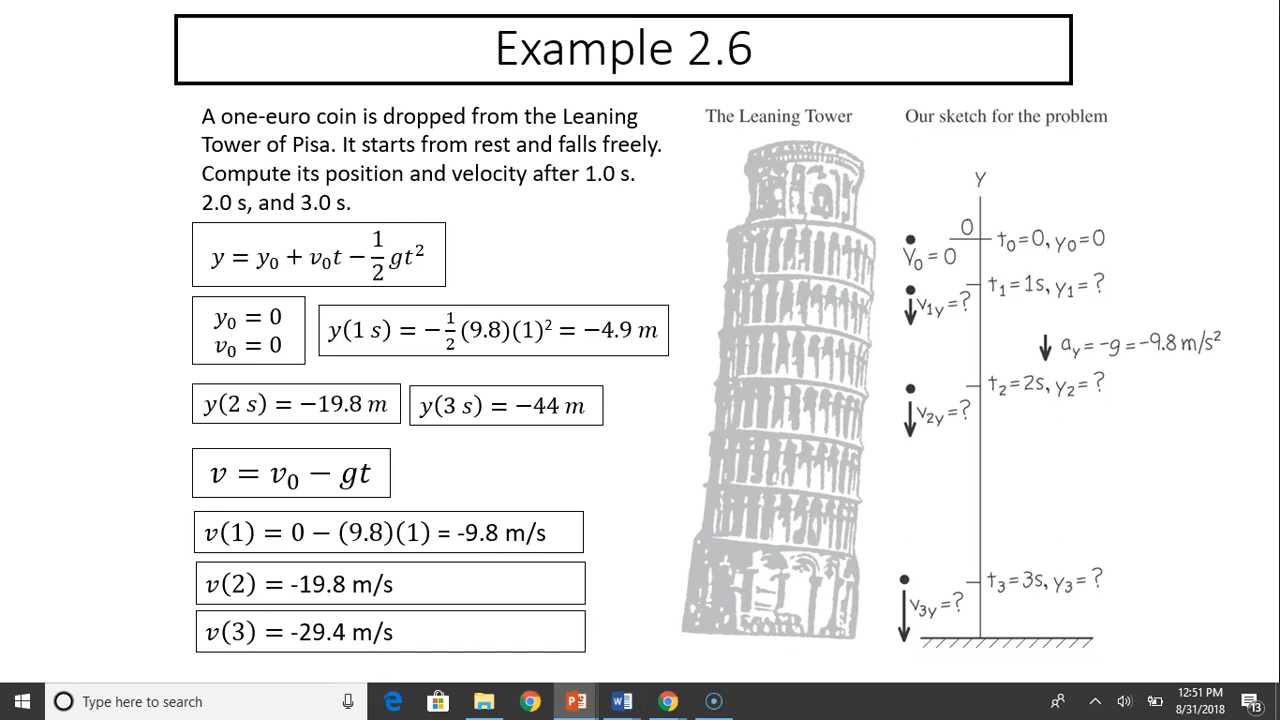 Example 2.6
A one-euro coin is dropped from the Leaning
Tower of Pisa. It starts from rest and falls freely.
Compute its position and velocity after 1.0 s.
2.0 s, and 3.0 s.
y = y₀ + v₀t − 1/2 gt²
y₀ = 0
v₀ = 0
y(1 s) = −1/2 (9.8)(1)² = −4.9 m
y(2 s) = −19.8 m
y(3 s) = −44 m
v = v₀ − gt
v(1) = 0 − (9.8)(1) = -9.8 m/s
v(2) = -19.8 m/s
v(3) = -29.4 m/s
The Leaning Tower
Our sketch for the problem
Y
0
t₀=0, y₀=0
V₀ = 0
t₁=1s, y₁=?
v₁y=?
ay=-g=-9.8m/s²
t₂=2s, y₂=?
v₂y=?
t₃=3s, y₃=?
v₃y=?
Type here to search
12:51 PM
8/31/2018
13